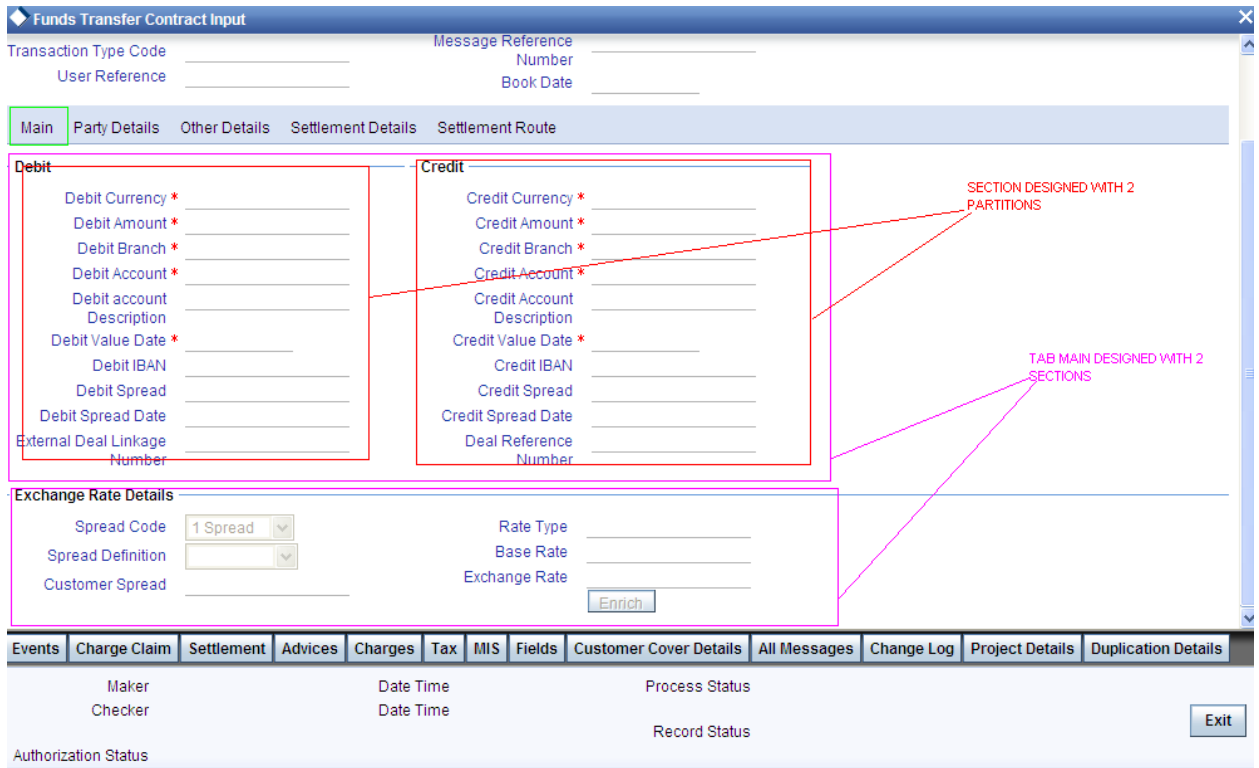 Funds Transfer Contract Input
Transaction Type Code
User Reference
Message Reference
Number
Book Date
Main Party Details Other Details Settlement Details Settlement Route
Debit
Debit Currency *
Debit Amount *
Debit Branch *
Debit Account *
Debit account
Description
Debit Value Date *
Debit IBAN
Debit Spread
Debit Spread Date
External Deal Linkage
Number
Credit
Credit Currency *
Credit Amount *
Credit Branch *
Credit Account *
Credit Account
Description
Credit Value Date *
Credit IBAN
Credit Spread
Credit Spread Date
Deal Reference
Number
SECTION DESIGNED WITH 2
PARTITIONS
TAB MAIN DESIGNED WITH 2
SECTIONS
Exchange Rate Details
Spread Code 1 Spread
Spread Definition
Customer Spread
Rate Type
Base Rate
Exchange Rate
Enrich
Events Charge Claim Settlement Advices Charges Tax MIS Fields Customer Cover Details All Messages Change Log Project Details Duplication Details
Maker Date Time Process Status
Checker Date Time
Record Status
Exit
Authorization Status